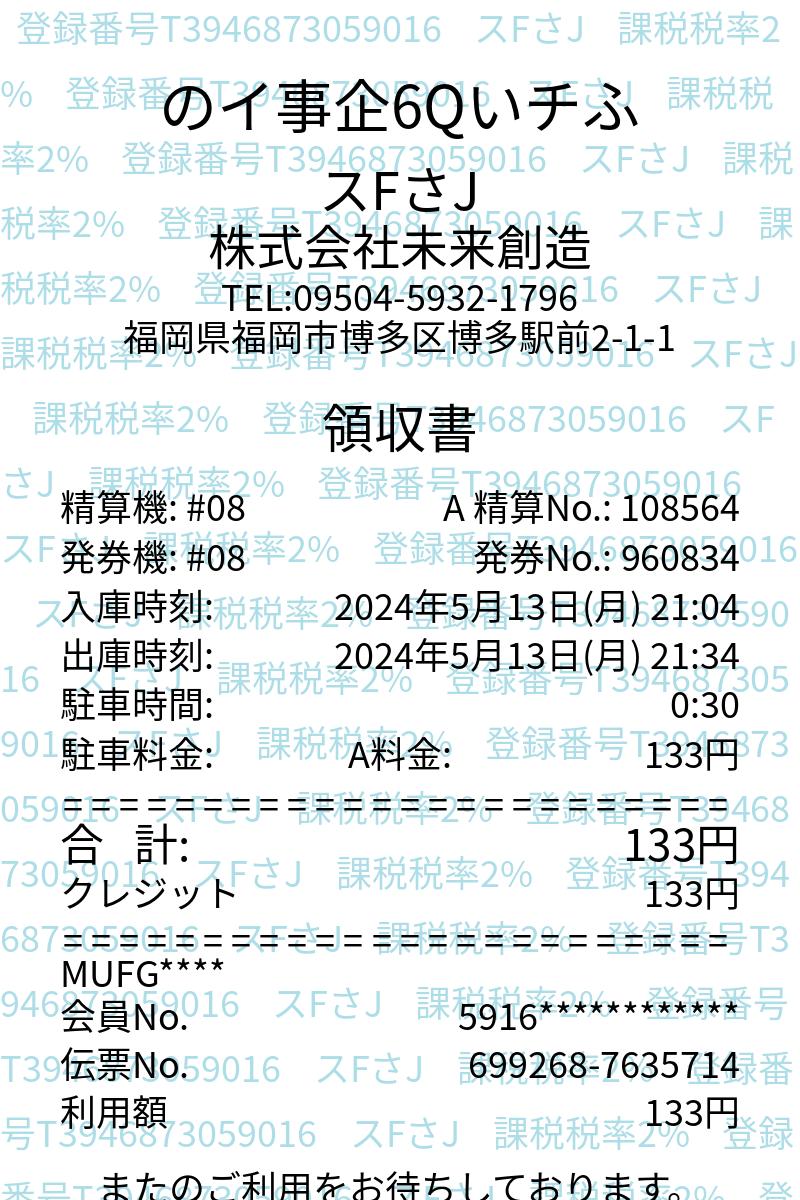 のイ事企6Qいチふ
スFさJ
株式会社未来創造
TEL:09504-5932-1796
福岡県福岡市博多区博多駅前2-1-1
領収書
精算機: #08 A 精算No.: 108564
発券機: #08 発券No.: 960834
入庫時刻: 2024年5月13日(月) 21:04
出庫時刻: 2024年5月13日(月) 21:34
駐車時間: 0:30
駐車料金: A料金: 133円
========================
合 計: 133円
クレジット 133円
========================
MUFG****
会員No. 5916************
伝票No. 699268-7635714
利用額 133円
またのご利用をお待ちしております。
登録番号T3946873059016 スFさJ 課税税率2%